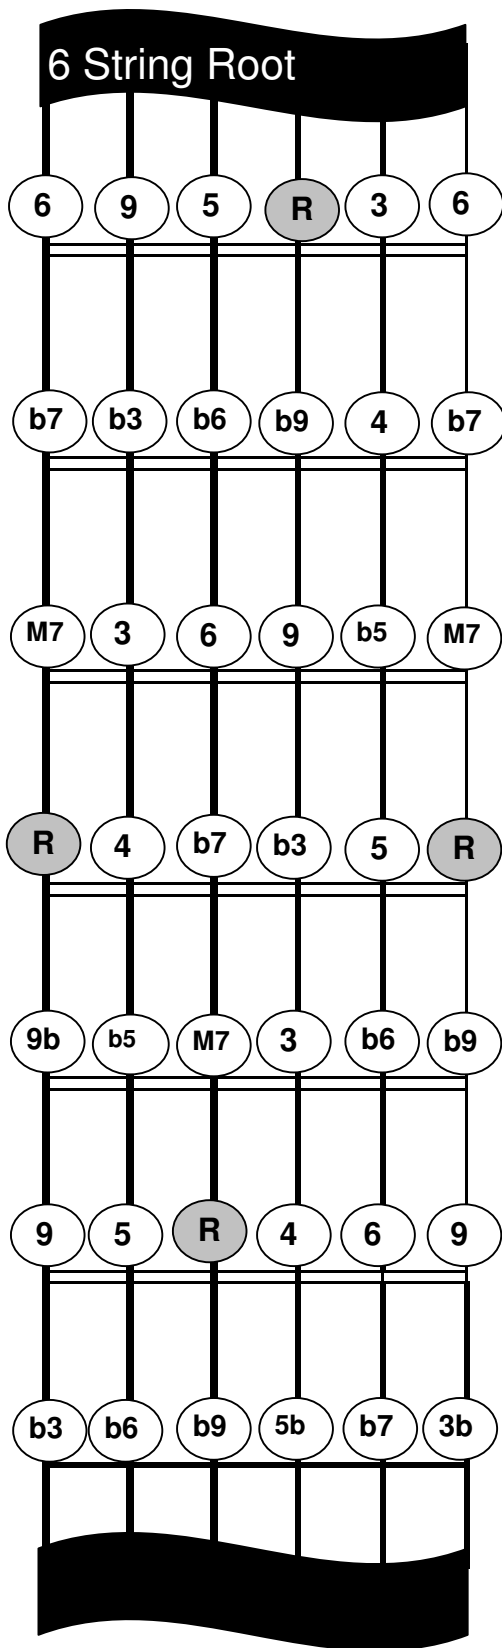 6 String Root
6 9 5 R 3 6
b7 b3 b6 b9 4 b7
M7 3 6 9 b5 M7
R 4 b7 b3 5 R
9b b5 M7 3 b6 b9
9 5 R 4 6 9
b3 b6 b9 5b b7 3b